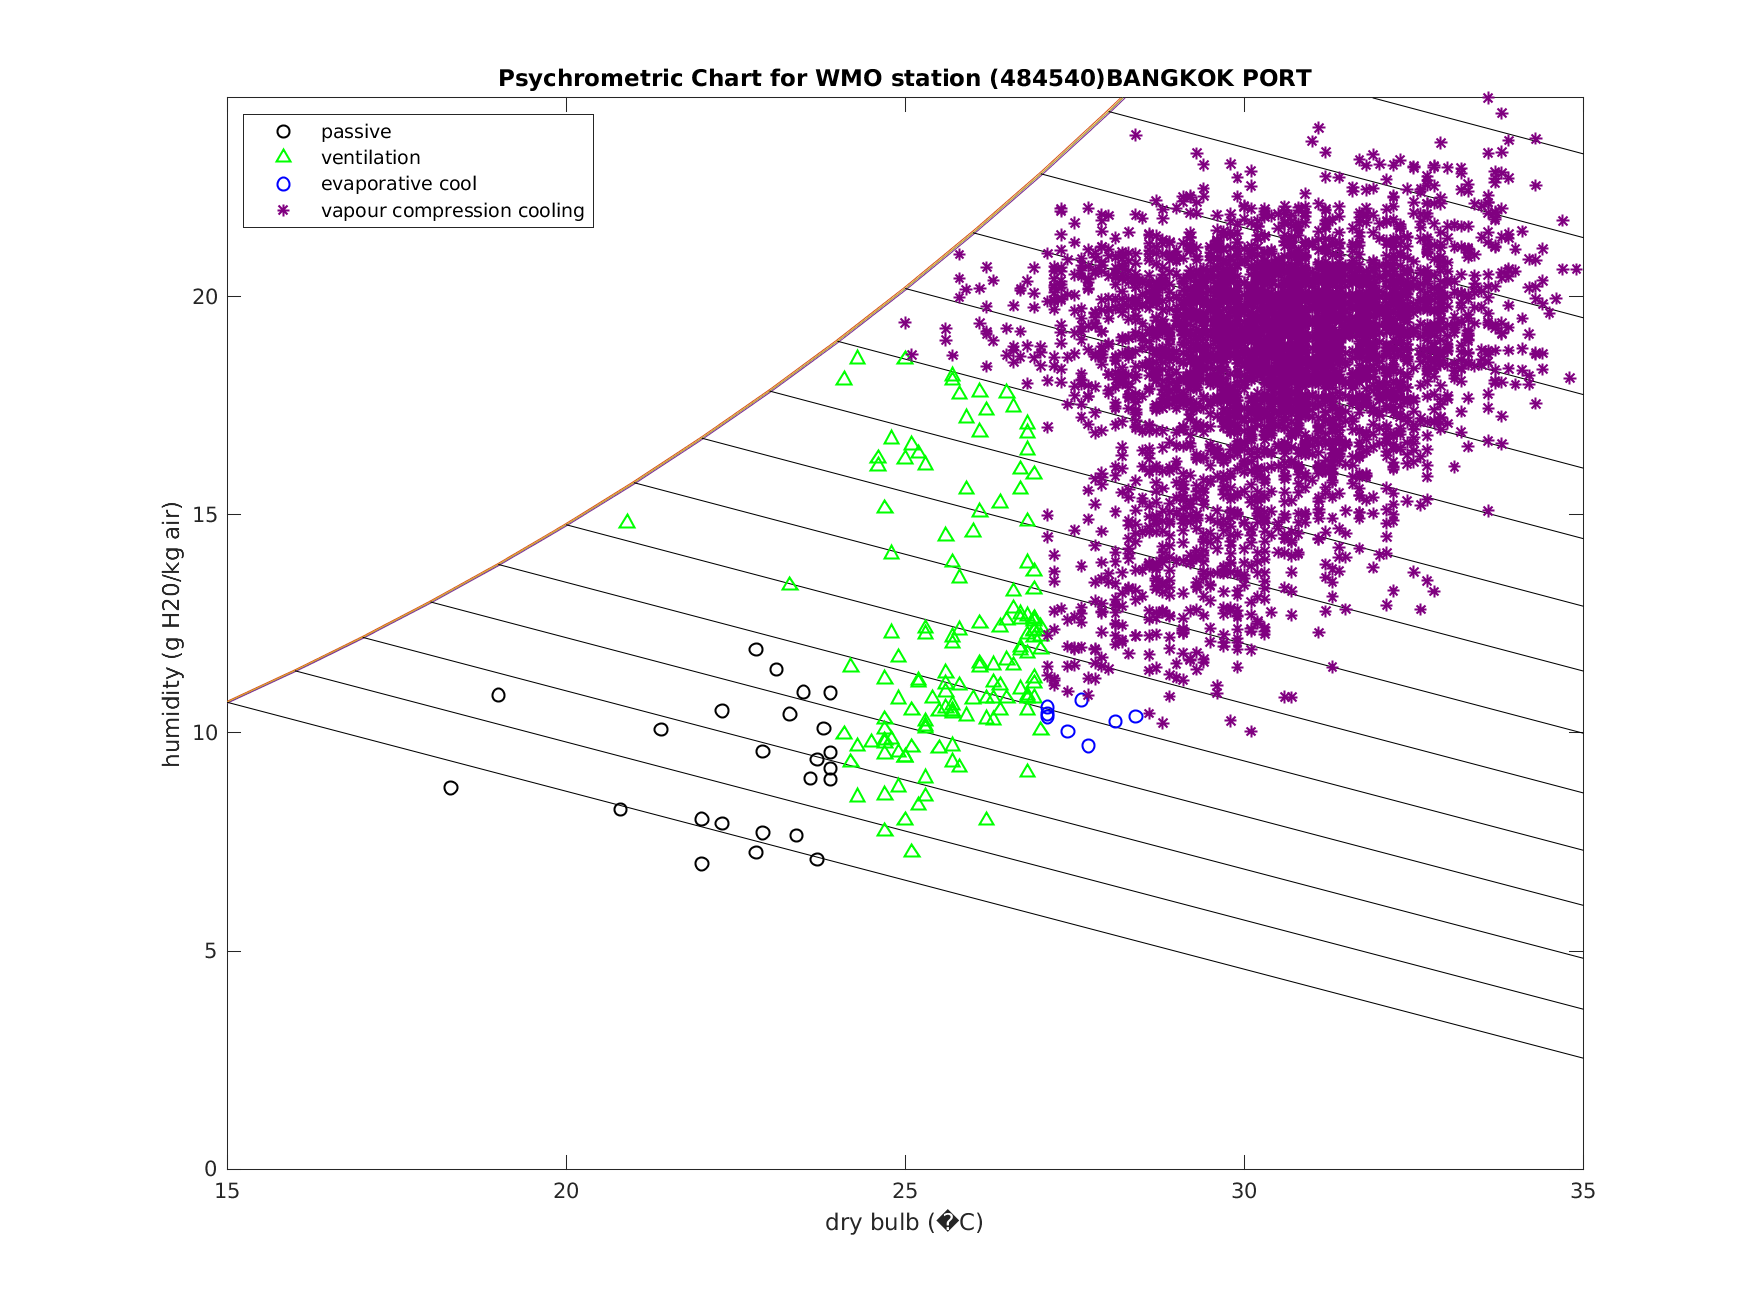 Psychrometric Chart for WMO station (484540)BANGKOK PORT
passive
ventilation
evaporative cool
vapour compression cooling
humidity (g H20/kg air)
20
15
10
5
0
15 20 25 30 35
dry bulb (�C)